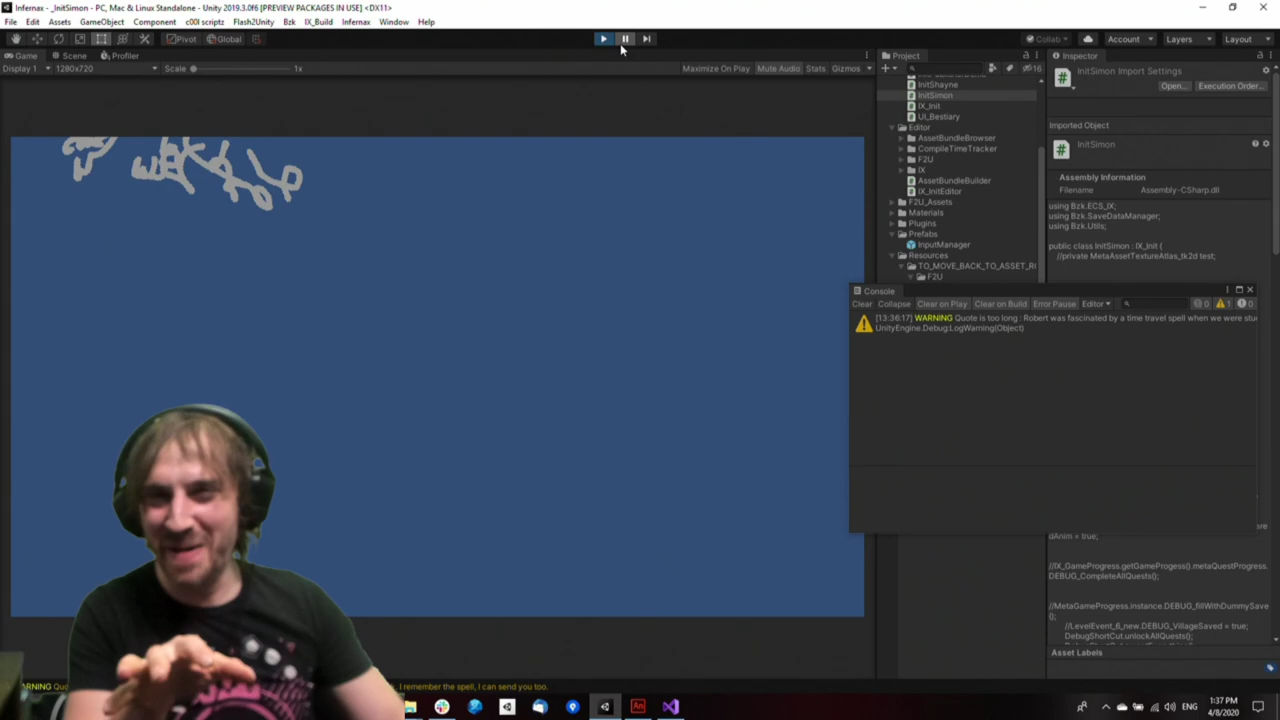 Infernax - _InitSimon - PC, Mac & Linux Standalone - Unity 2019.3.0f6 [PREVIEW PACKAGES IN USE] <DX11>
File Edit Assets GameObject Component c00l scriptz Flash2Unity Bzk IX_Build Infernax Window Help
Pivot Global Collab Account Layers Layout
Game Scene Profiler
Display 1 1280x720 Scale 1x Maximize On Play Mute Audio Stats Gizmos
Project
16
InitShayne
InitSimon
IX_Init
UI_Bestiary
Editor
AssetBundleBrowser
CompileTimeTracker
F2U
IX
AssetBundleBuilder
IX_InitEditor
F2U_Assets
Materials
Plugins
Prefabs
InputManager
Resources
TO_MOVE_BACK_TO_ASSET_R
F2U
Inspector
InitSimon Import Settings
Open... Execution Order...
Imported Object
InitSimon
Assembly Information
Filename Assembly-CSharp.dll
using Bzk.ECS_IX;
using Bzk.SaveDataManager;
using Bzk.Utils;
public class InitSimon : IX_Init {
//private MetaAssetTextureAtlas_tk2d test;
Console
Clear Collapse Clear on Play Clear on Build Error Pause Editor 0 1 0
[13:36:17] WARNING Quote is too long : Robert was fascinated by a time travel spell when we were stu
UnityEngine.Debug:LogWarning(Object)
dAnim = true;
//IX_GameProgress.getGameProgess().metaQuestProgress.
DEBUG_CompleteAllQuests();
//MetaGameProgress.instance.DEBUG_fillWithDummySave
();
//LevelEvent_6_new.DEBUG_VillageSaved = true;
DebugShortCut.unlockAllQuests();
Asset Labels
ARNING Quo
I remember the spell, I can send you too.
1:37 PM
4/8/2020